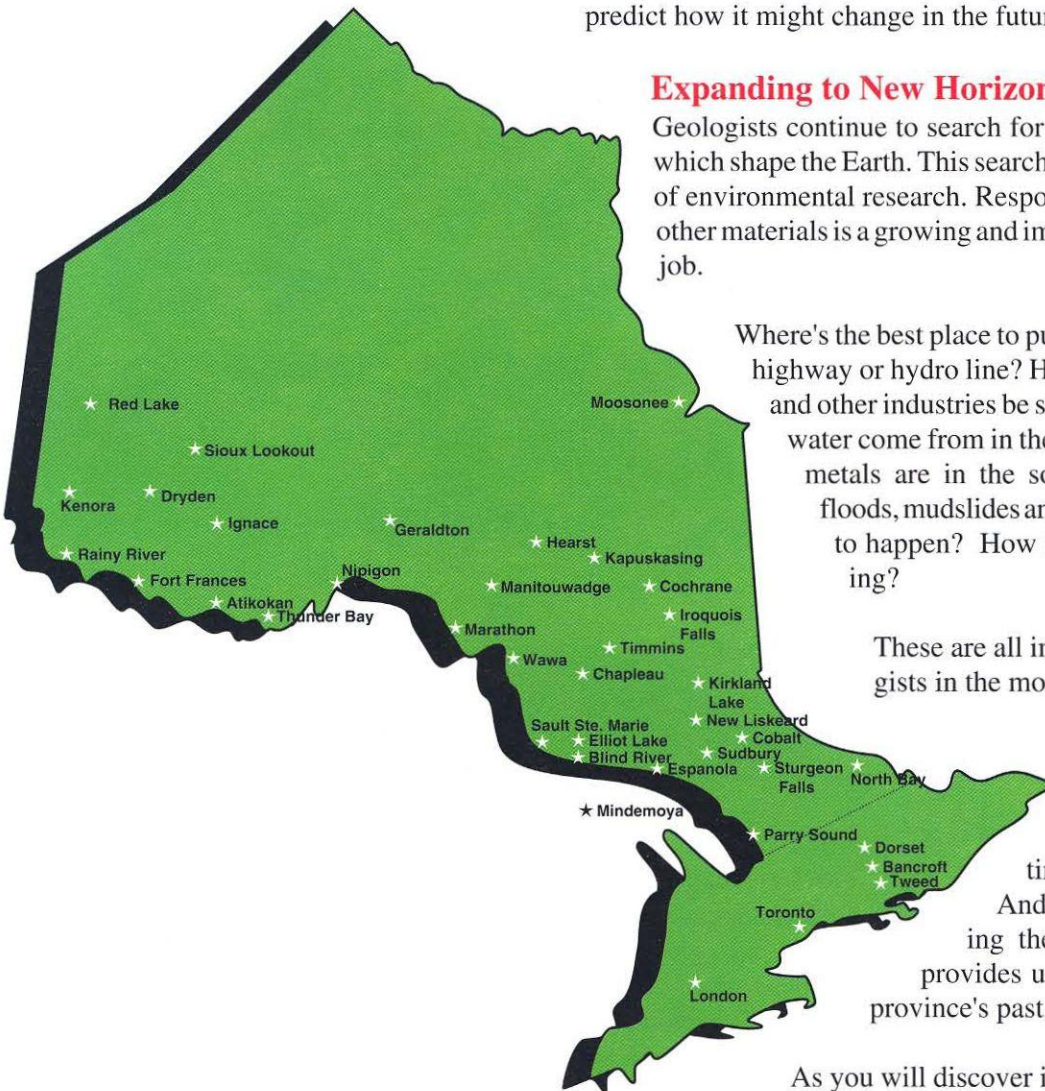 predict how it might change in the futur
Expanding to New Horizon
Geologists continue to search for
which shape the Earth. This search
of environmental research. Respo
other materials is a growing and im
job.
Where's the best place to pu
highway or hydro line? H
and other industries be s
water come from in the
metals are in the so
floods, mudslides an
to happen? How
ing?
These are all in
gists in the mo
tin
And
ing the
provides u
province's past
As you will discover i
Red Lake
Moosonee
Sioux Lookout
Kenora
Dryden
Ignace
Geraldton
Hearst
Kapuskasing
Rainy River
Fort Frances
Nipigon
Manitouwadge
Cochrane
Atikokan
Thunder Bay
Marathon
Iroquois
Falls
Timmins
Wawa
Chapleau
Kirkland
Lake
New Liskeard
Sault Ste. Marie
Elliot Lake
Cobalt
Blind River
Sudbury
Espanola
Sturgeon
Falls
North Bay
Mindemoya
Parry Sound
Dorset
Bancroft
Tweed
Toronto
London